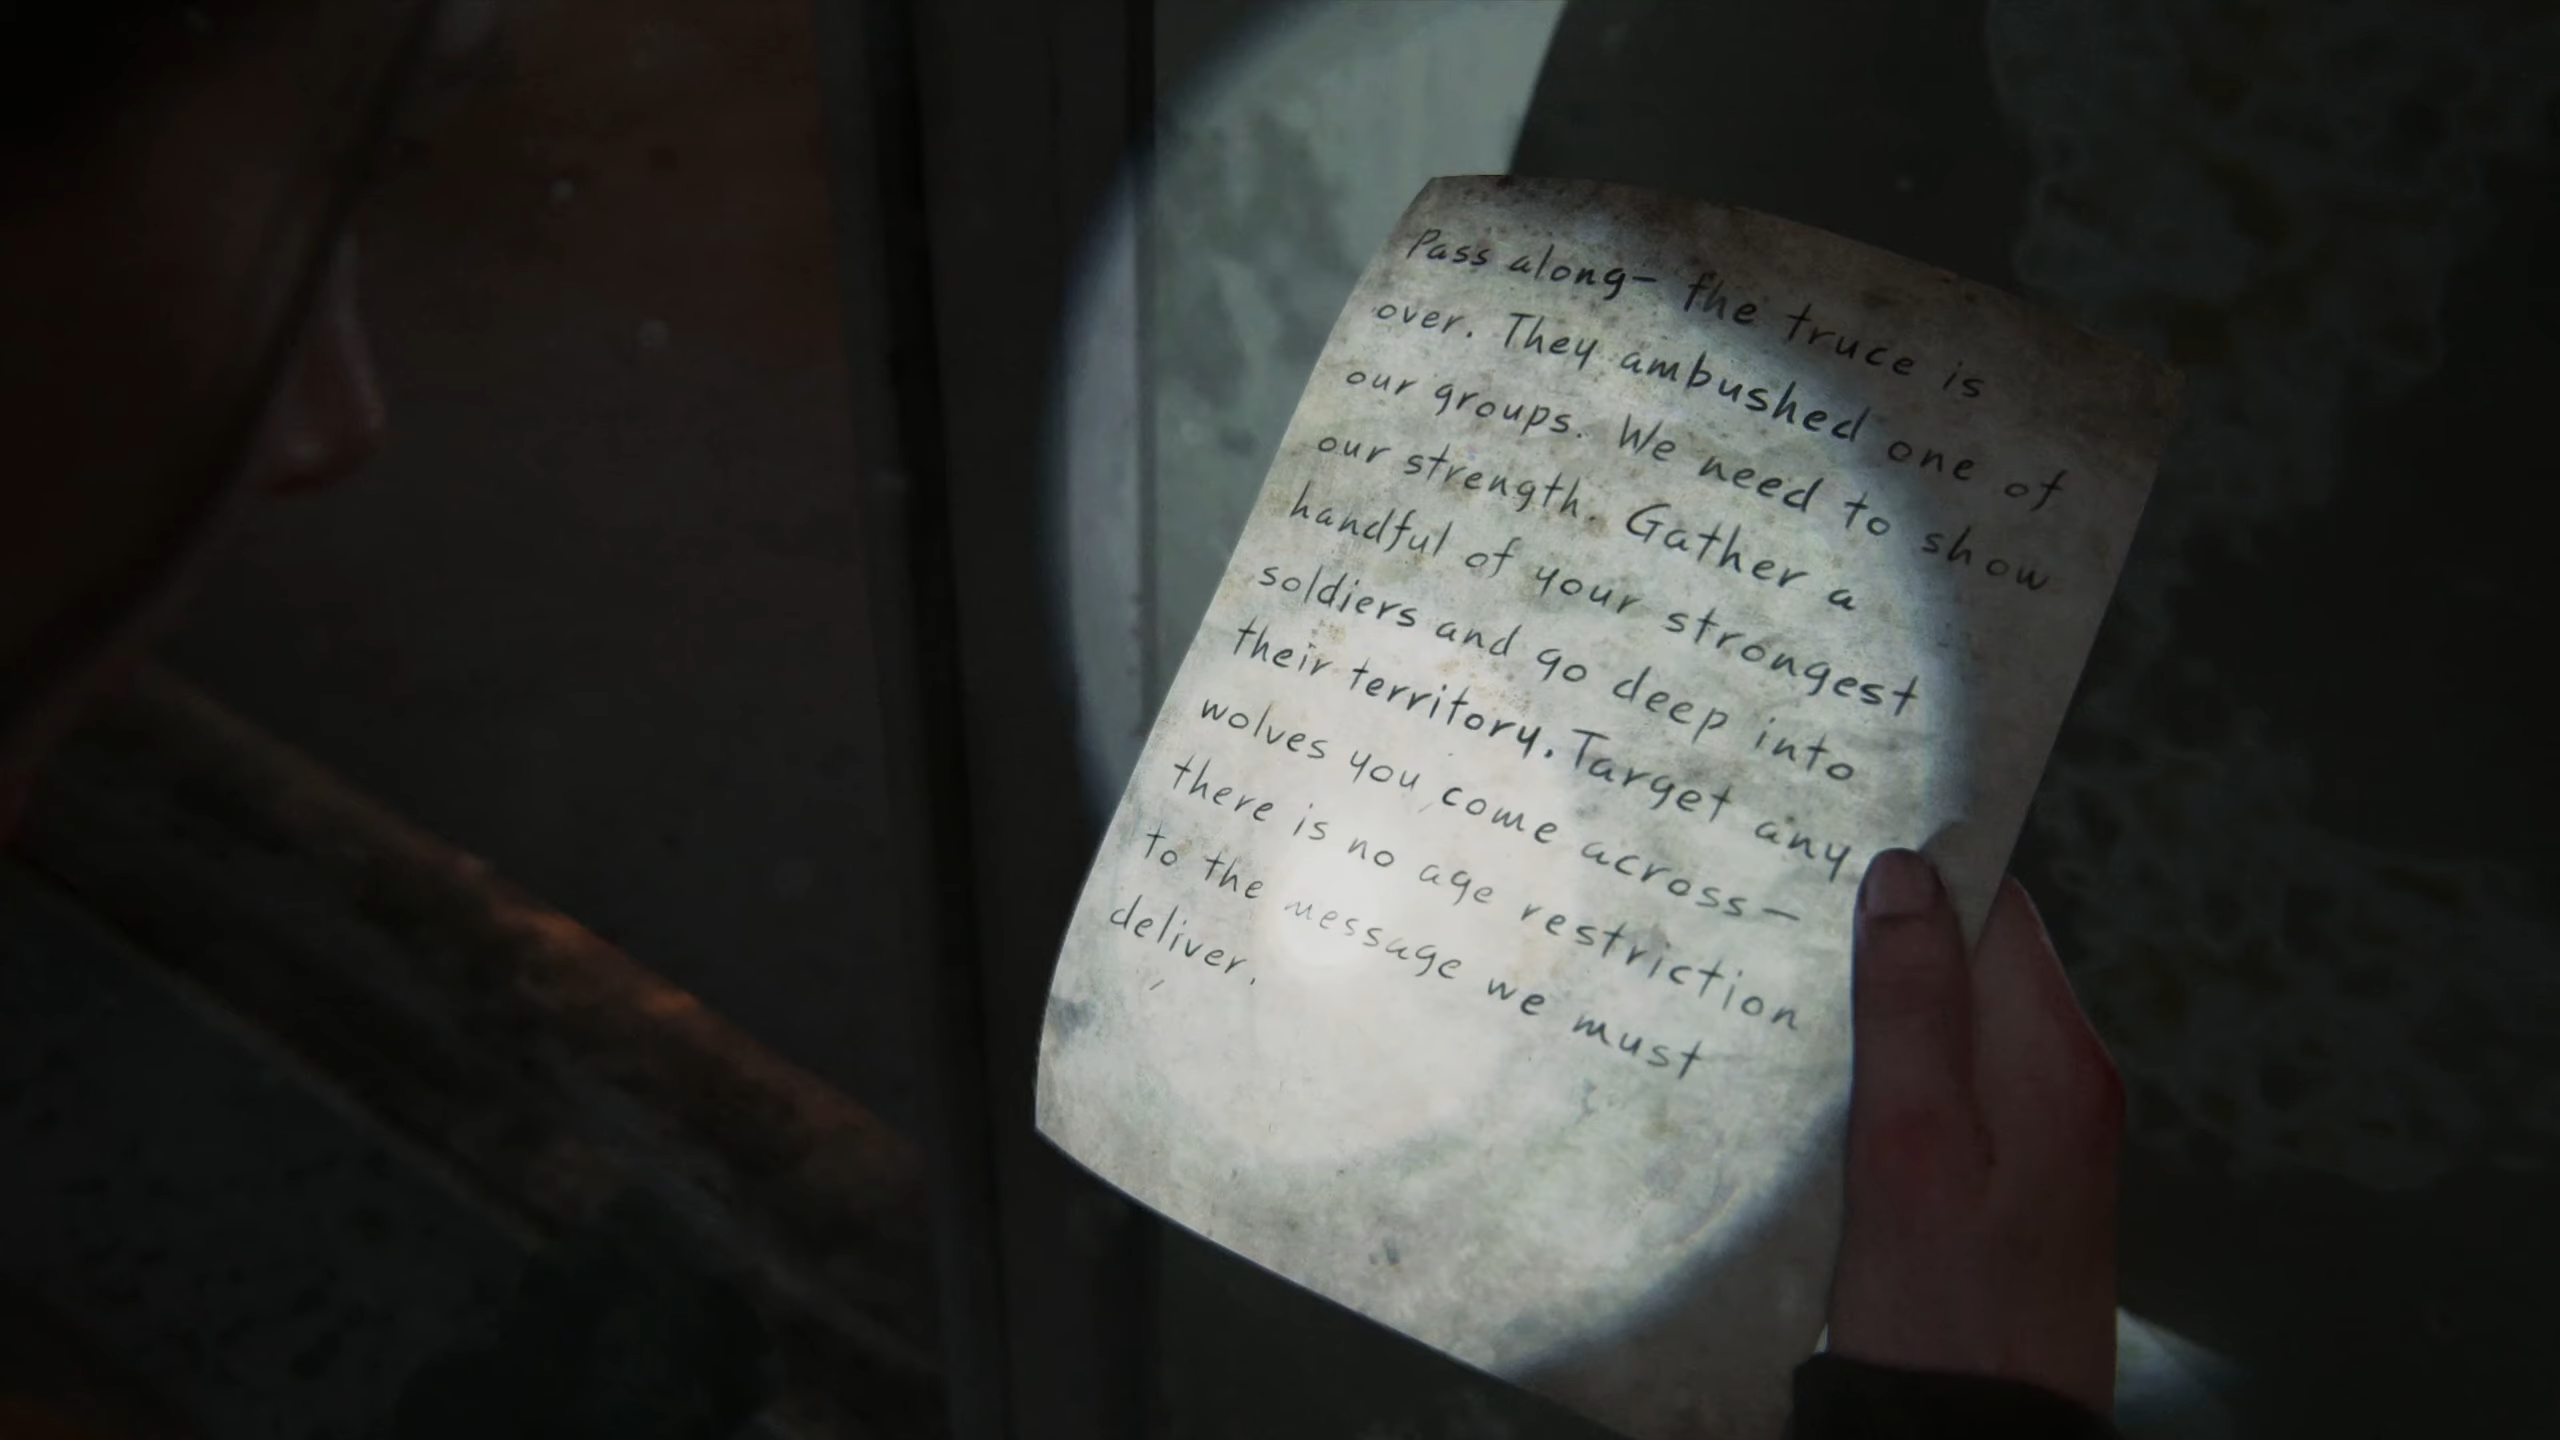 Pass along- the truce is
over. They ambushed one of
our groups. We need to show
our strength. Gather a
handful of your strongest
soldiers and go deep into
their territory. Target any
wolves you come across-
there is no age restriction
to the message we must
deliver.